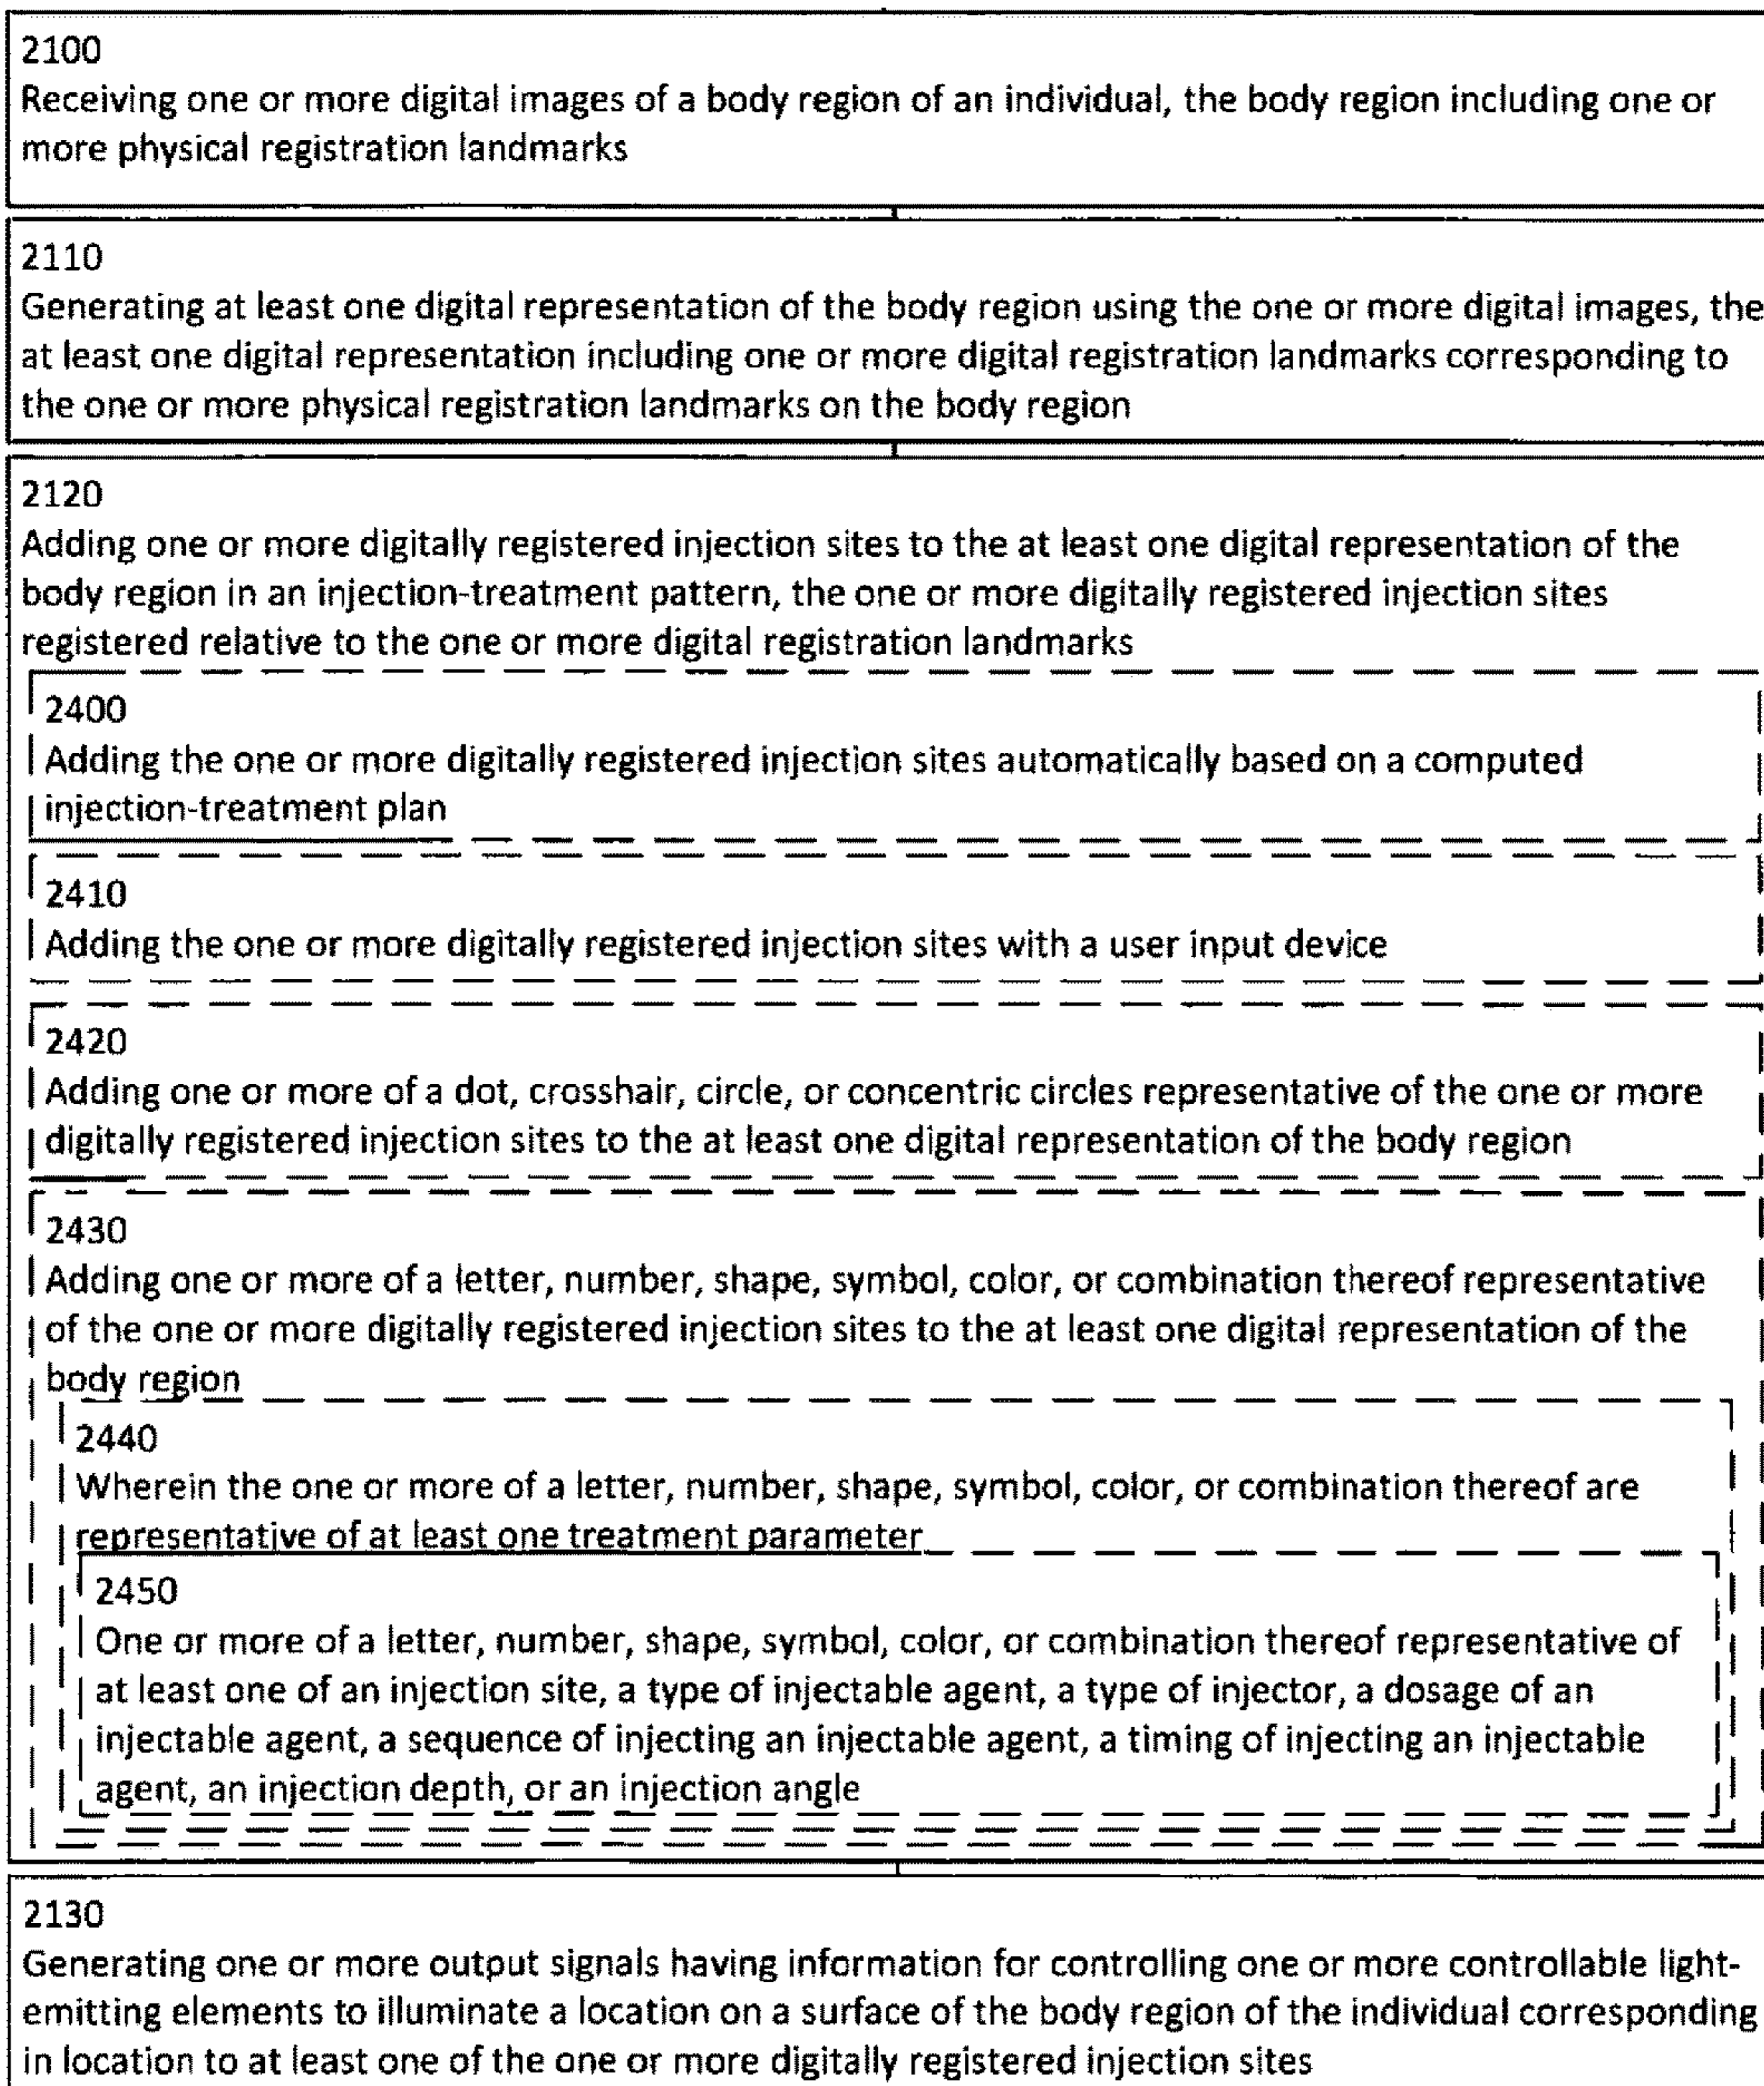 2100
Receiving one or more digital images of a body region of an individual, the body region including one or
more physical registration landmarks
2110
Generating at least one digital representation of the body region using the one or more digital images, the
at least one digital representation including one or more digital registration landmarks corresponding to
the one or more physical registration landmarks on the body region
2120
Adding one or more digitally registered injection sites to the at least one digital representation of the
body region in an injection-treatment pattern, the one or more digitally registered injection sites
registered relative to the one or more digital registration landmarks
2400
Adding the one or more digitally registered injection sites automatically based on a computed
injection-treatment plan
2410
Adding the one or more digitally registered injection sites with a user input device
2420
Adding one or more of a dot, crosshair, circle, or concentric circles representative of the one or more
digitally registered injection sites to the at least one digital representation of the body region
2430
Adding one or more of a letter, number, shape, symbol, color, or combination thereof representative
of the one or more digitally registered injection sites to the at least one digital representation of the
body region
2440
Wherein the one or more of a letter, number, shape, symbol, color, or combination thereof are
representative of at least one treatment parameter
2450
One or more of a letter, number, shape, symbol, color, or combination thereof representative of
at least one of an injection site, a type of injectable agent, a type of injector, a dosage of an
injectable agent, a sequence of injecting an injectable agent, a timing of injecting an injectable
agent, an injection depth, or an injection angle
2130
Generating one or more output signals having information for controlling one or more controllable light-
emitting elements to illuminate a location on a surface of the body region of the individual corresponding
in location to at least one of the one or more digitally registered injection sites